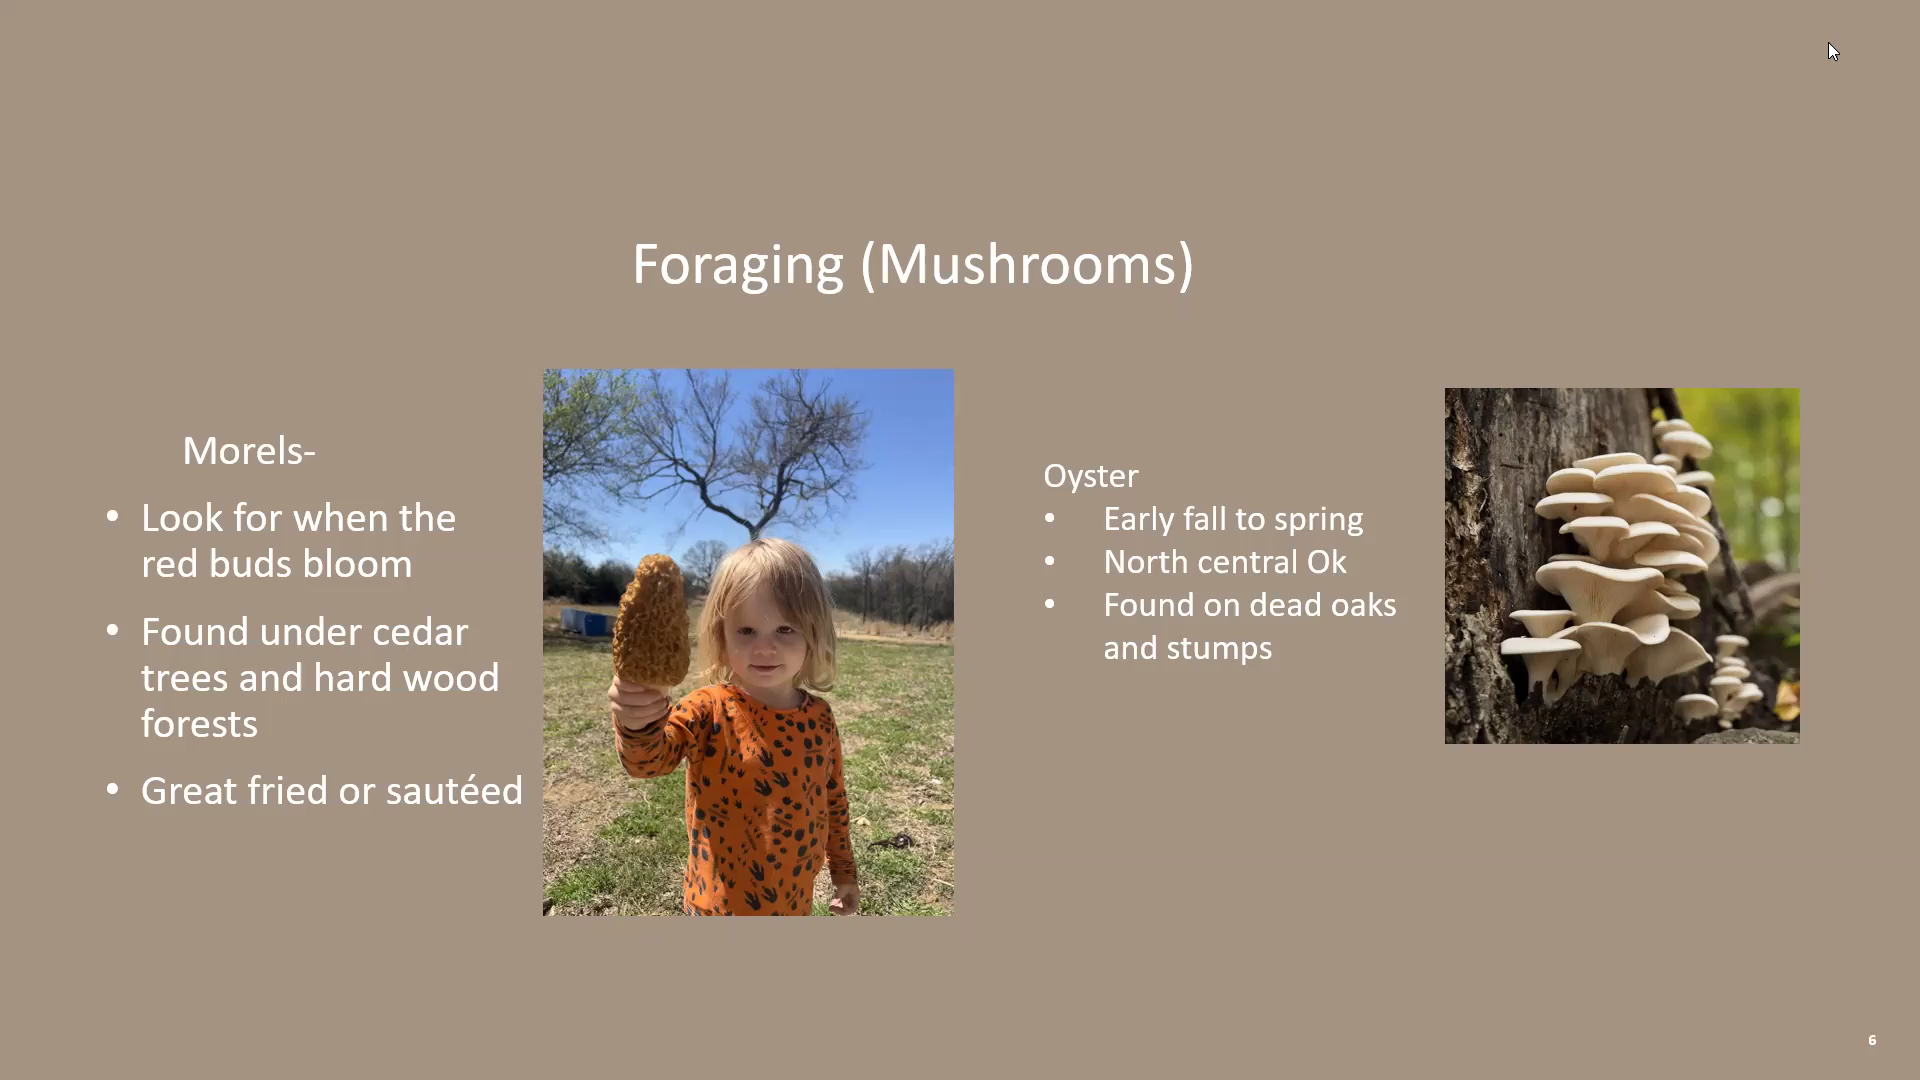 Foraging (Mushrooms)
Morels-
• Look for when the
red buds bloom
• Found under cedar
trees and hard wood
forests
• Great fried or sautéed
Oyster
• Early fall to spring
• North central Ok
• Found on dead oaks
and stumps
6